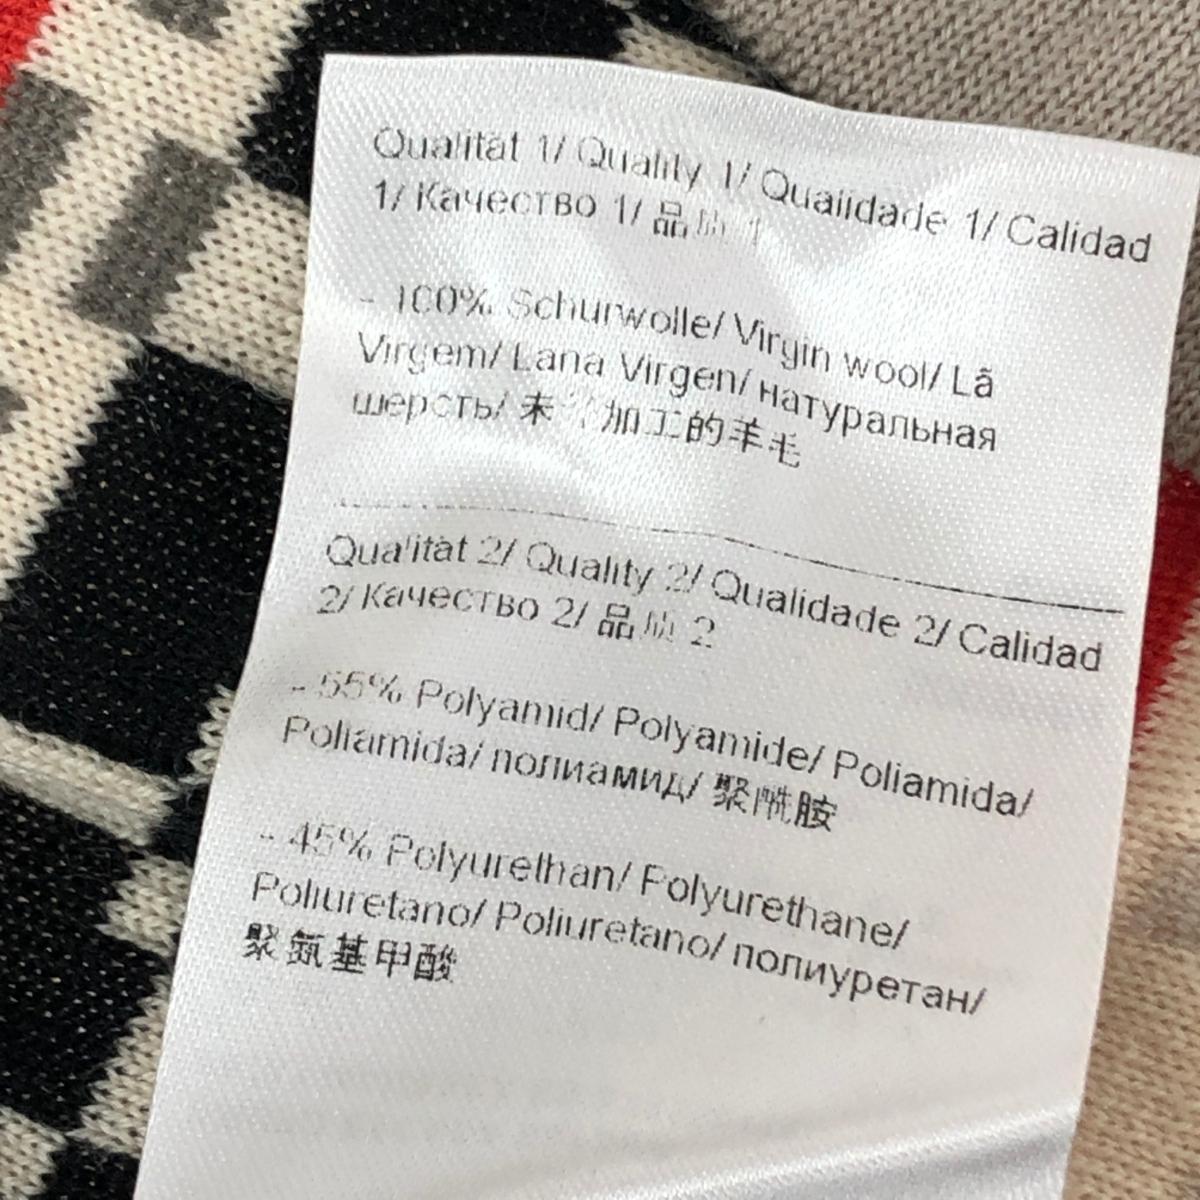 Qualität 1/ Quality 1/ Qualidade 1/ Calidad
1/ Качество 1/ 品质 1
- 100% Schurwolle/ Virgin wool/ Lã
Virgem/ Lana Virgen/ натуральная
шерсть/ 未 加工的羊毛
Qualität 2/ Quality 2/ Qualidade 2/ Calidad
2/ Качество 2/ 品质 2
- 55% Polyamid/ Polyamide/ Poliamida/
Poliamida/ полиамид/ 聚酰胺
- 45% Polyurethan/ Polyurethane/
Poliuretano/ Poliuretano/ полиуретан/
聚氨基甲酸